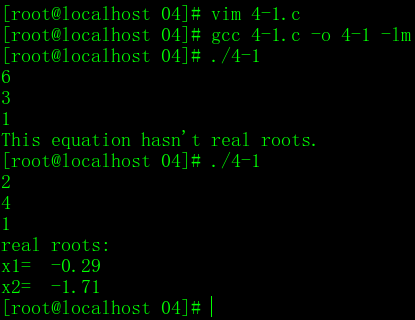 [root@localhost 04]# vim 4-1.c
[root@localhost 04]# gcc 4-1.c -o 4-1 -lm
[root@localhost 04]# ./4-1
6
3
1
This equation hasn't real roots.
[root@localhost 04]# ./4-1
2
4
1
real roots:
x1=  -0.29
x2=  -1.71
[root@localhost 04]#